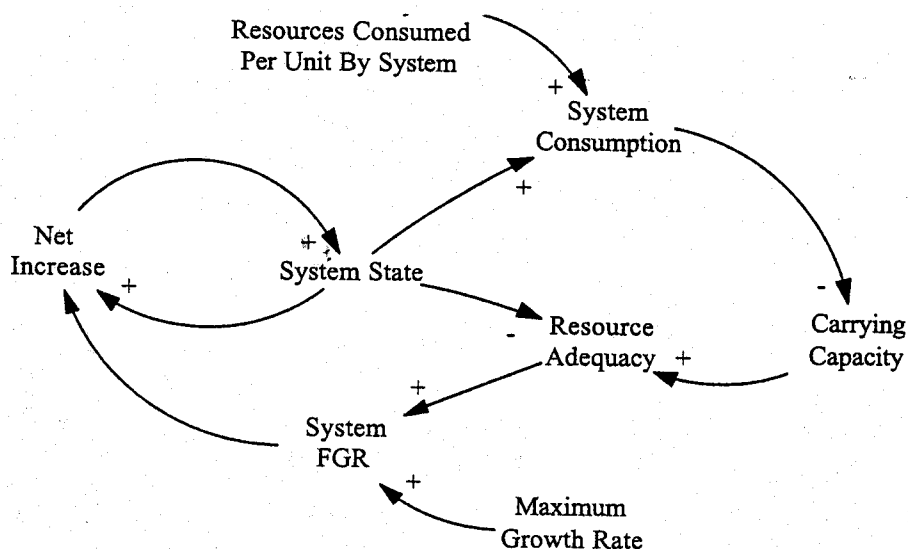 Resources Consumed
Per Unit By System
+
System
Consumption
+
Net
Increase
+
+
System State
-
Resource
Adequacy
+
-
Carrying
Capacity
+
System
FGR
+
Maximum
Growth Rate